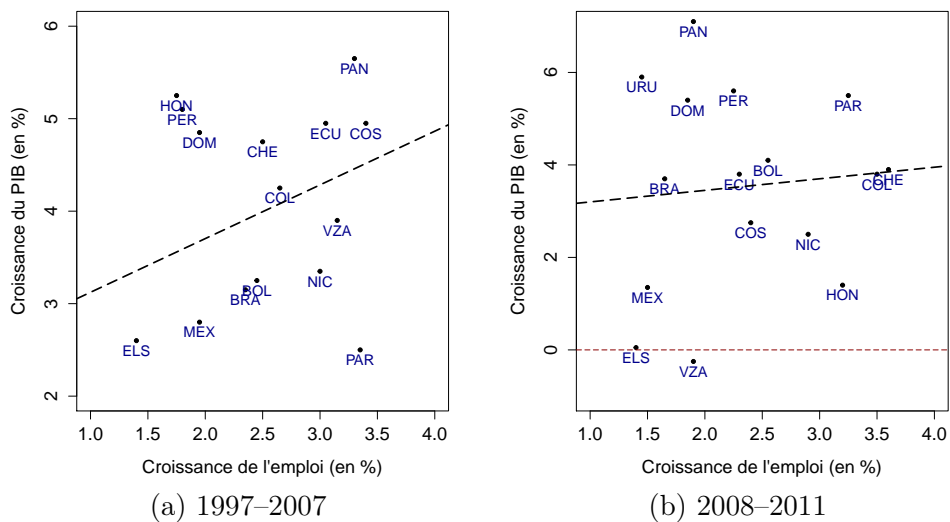 PAN
HON
PER
DOM
CHE
ECU
COS
COL
VZA
NIC
BOL
BRA
MEX
ELS
PAR
2
3
4
5
6
1.0 1.5 2.0 2.5 3.0 3.5 4.0
Croissance du PIB (en %)
Croissance de l'emploi (en %)
(a) 1997–2007
PAN
URU
DOM
PER
PAR
BOL
ECU
BRA
CHE
COL
COS
NIC
MEX
HON
ELS
VZA
0
2
4
6
1.0 1.5 2.0 2.5 3.0 3.5 4.0
Croissance du PIB (en %)
Croissance de l'emploi (en %)
(b) 2008–2011